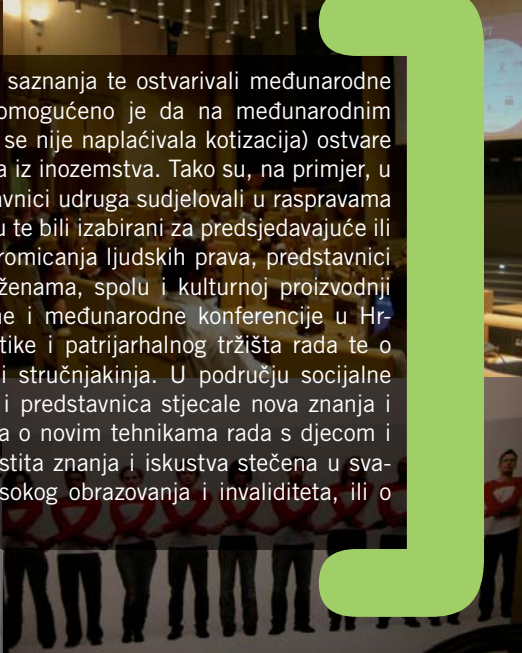 saznanja te ostvarivali međunarodne
omogućeno je da na međunarodnim
se nije naplaćivala kotizacija) ostvare
a iz inozemstva. Tako su, na primjer, u
avnici udruga sudjelovali u raspravama
u te bili izabirani za predsjedavajuće ili
romicanja ljudskih prava, predstavnici
ženama, spolu i kulturnoj proizvodnji
ne i međunarodne konferencije u Hr-
tike i patrijarhalnog tržišta rada te o
i stručnjakinja. U području socijalne
i predstavnica stjecale nova znanja i
a o novim tehnikama rada s djecom i
stita znanja i iskustva stečena u sva-
sokog obrazovanja i invaliditeta, ili o